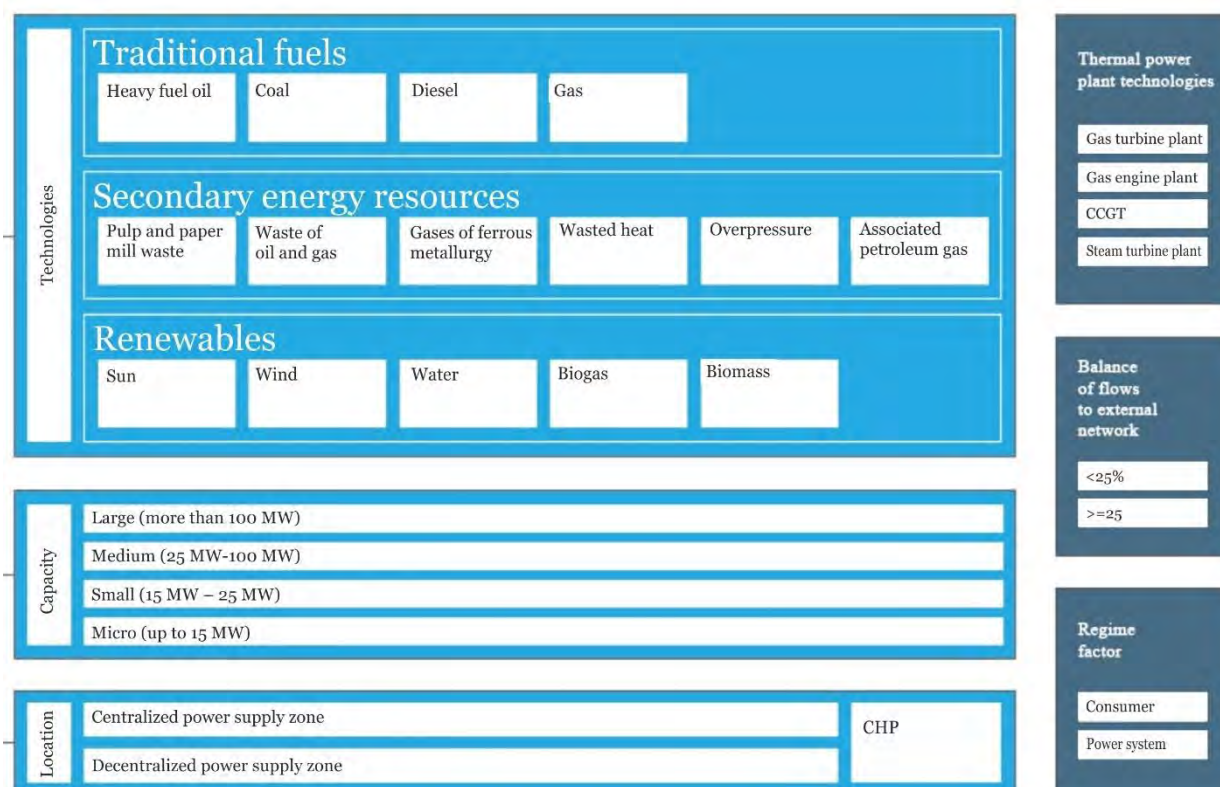 Technologies
Traditional fuels
Heavy fuel oil
Coal
Diesel
Gas
Secondary energy resources
Pulp and paper
mill waste
Waste of
oil and gas
Gases of ferrous
metallurgy
Wasted heat
Overpressure
Associated
petroleum gas
Renewables
Sun
Wind
Water
Biogas
Biomass
Capacity
Large (more than 100 MW)
Medium (25 MW-100 MW)
Small (15 MW – 25 MW)
Micro (up to 15 MW)
Location
Centralized power supply zone
Decentralized power supply zone
CHP
Thermal power
plant technologies
Gas turbine plant
Gas engine plant
CCGT
Steam turbine plant
Balance
of flows
to external
network
<25%
>=25
Regime
factor
Consumer
Power system